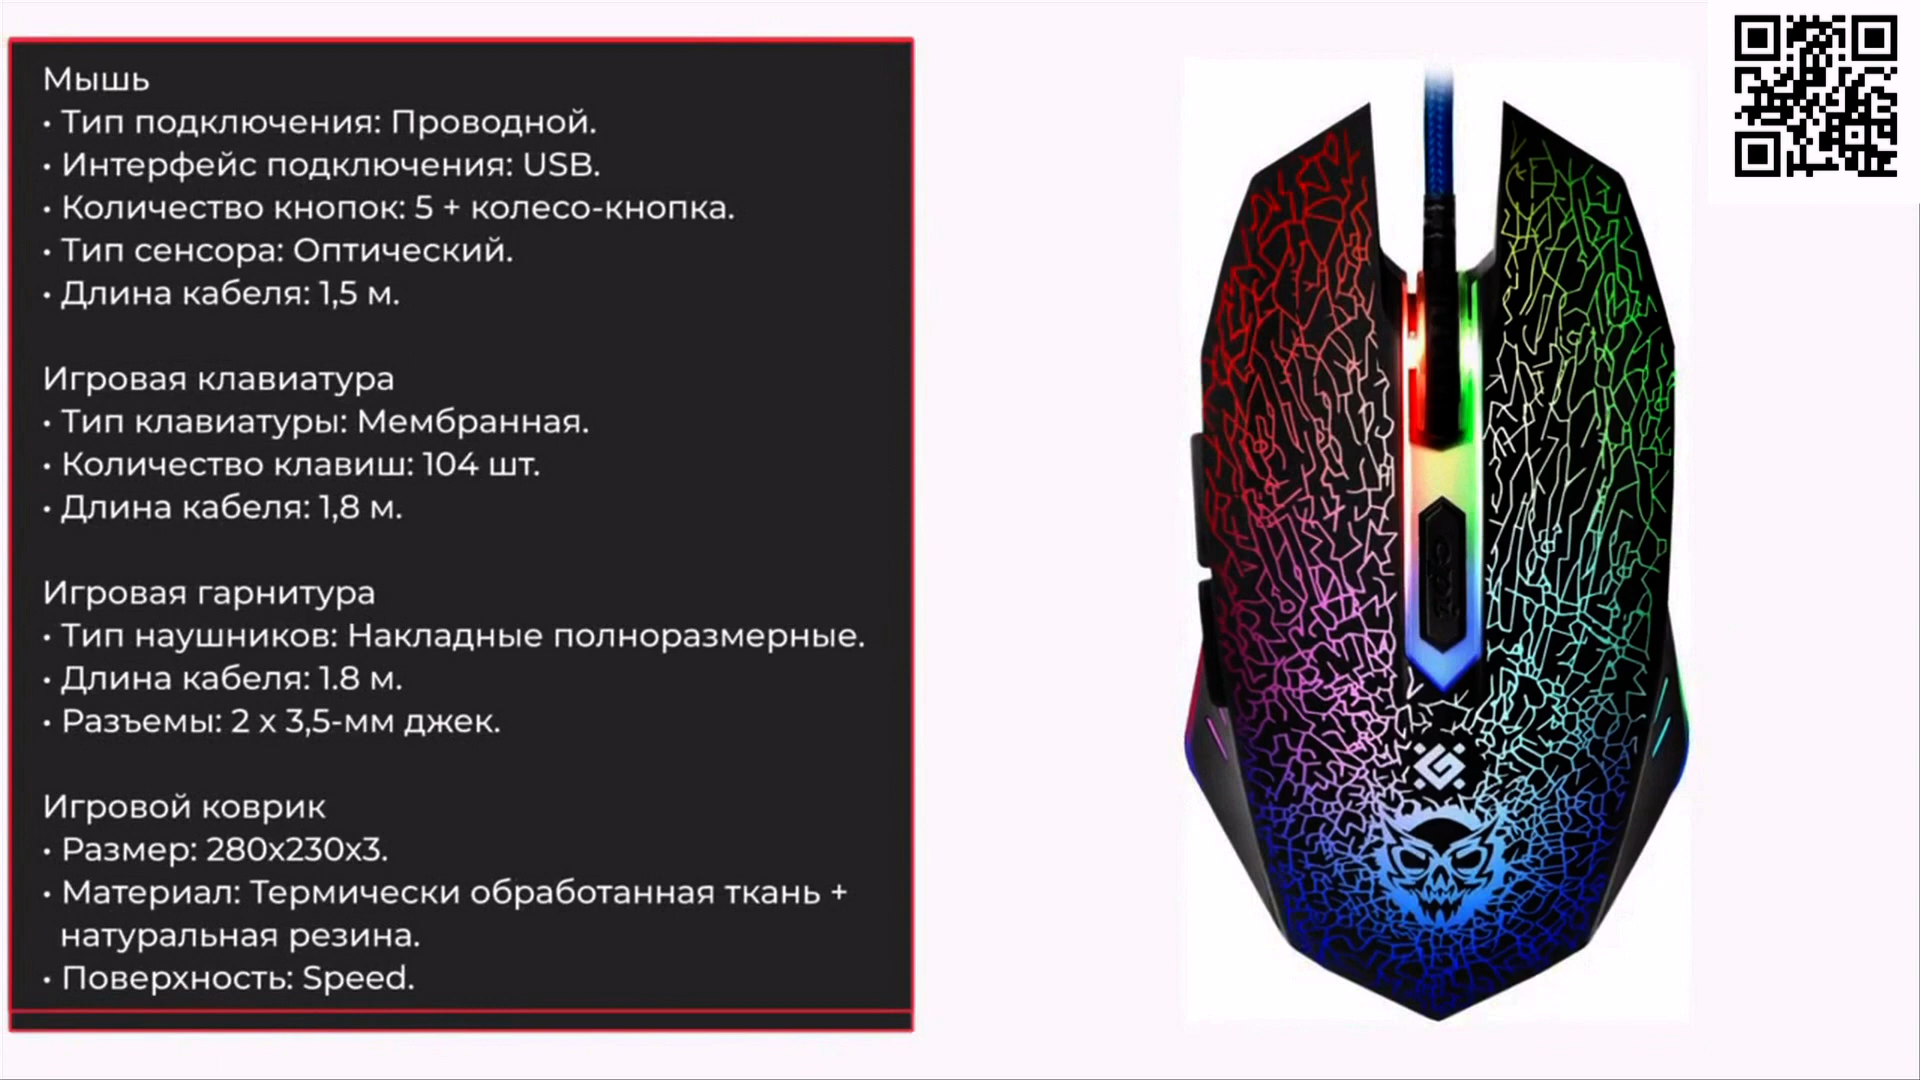 Мышь
• Тип подключения: Проводной.
• Интерфейс подключения: USB.
• Количество кнопок: 5 + колесо-кнопка.
• Тип сенсора: Оптический.
• Длина кабеля: 1,5 м.
Игровая клавиатура
• Тип клавиатуры: Мембранная.
• Количество клавиш: 104 шт.
• Длина кабеля: 1,8 м.
Игровая гарнитура
• Тип наушников: Накладные полноразмерные.
• Длина кабеля: 1.8 м.
• Разъемы: 2 х 3,5-мм джек.
Игровой коврик
• Размер: 280х230х3.
• Материал: Термически обработанная ткань +
натуральная резина.
• Поверхность: Speed.